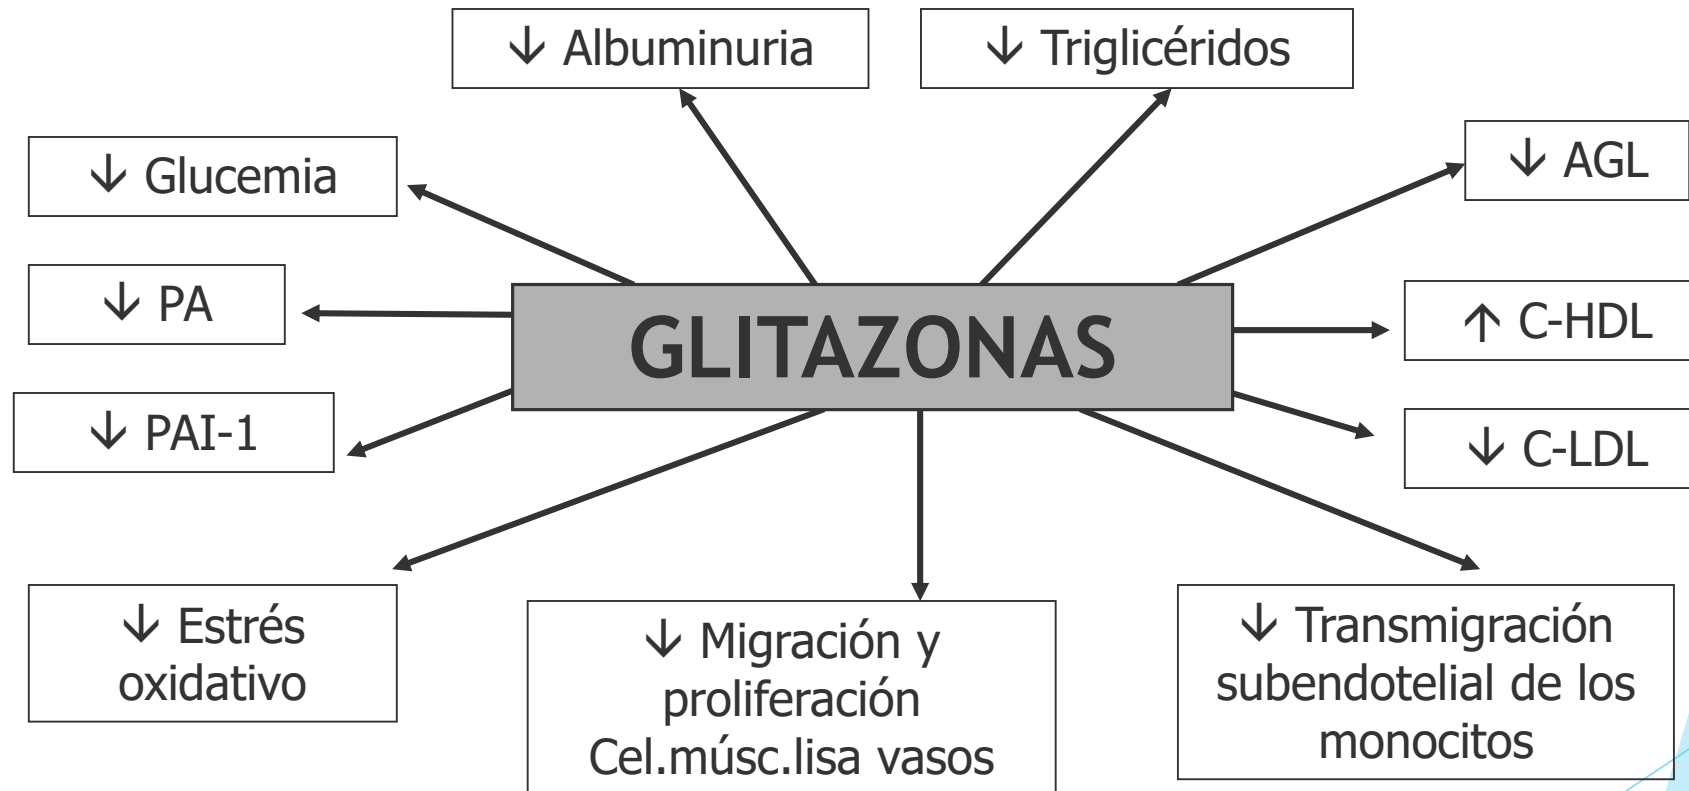 ↓ Albuminuria
↓ Triglicéridos
↓ Glucemia
↓ AGL
↓ PA
GLITAZONAS
↑ C-HDL
↓ PAI-1
↓ C-LDL
↓ Estrés
oxidativo
↓ Migración y
proliferación
Cel.músc.lisa vasos
↓ Transmigración
subendotelial de los
monocitos